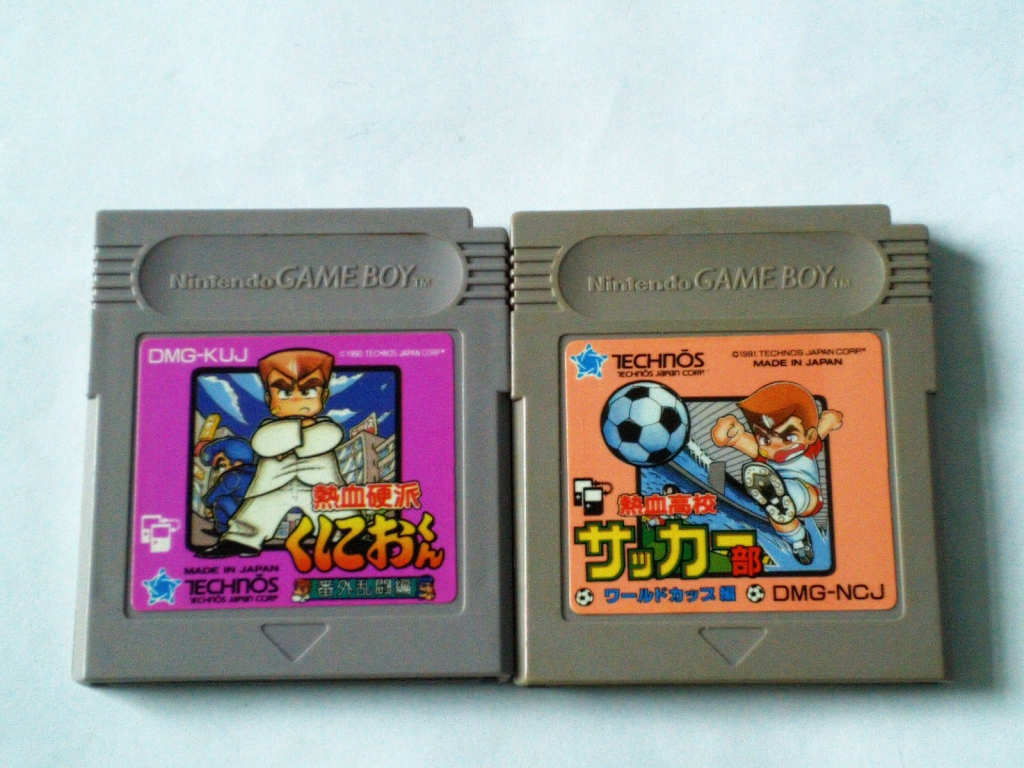 Nintendo GAME BOY TM
DMG-KUJ
©1990 TECHNOS JAPAN CORP
熱血硬派
くにおくん
番外乱闘編
MADE IN JAPAN
TECHNŌS
TECHNŌS JAPAN CORP
Nintendo GAME BOY TM
TECHNŌS
TECHNŌS JAPAN CORP
©1991 TECHNOS JAPAN CORP
MADE IN JAPAN
熱血高校
サッカー部
ワールドカップ編
DMG-NCJ